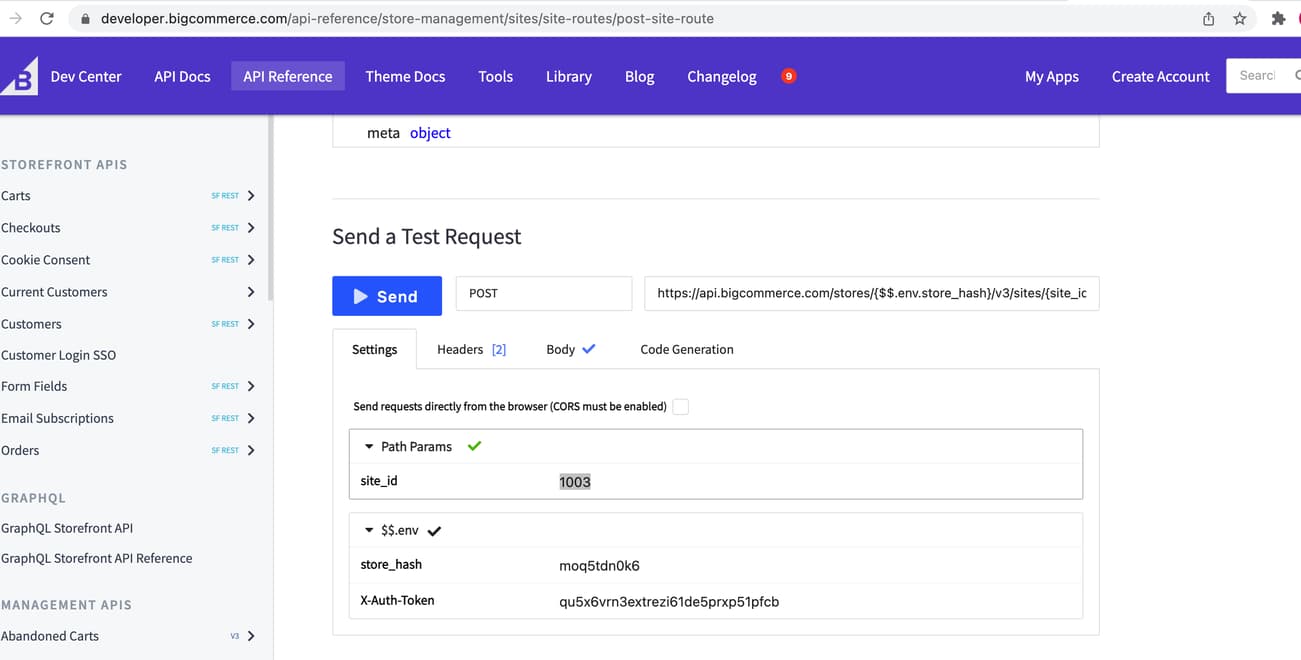 developer.bigcommerce.com/api-reference/store-management/sites/site-routes/post-site-route
B Dev Center API Docs API Reference Theme Docs Tools Library Blog Changelog 9 My Apps Create Account Search
meta object
STOREFRONT APIS
Carts SF REST
Checkouts SF REST
Cookie Consent SF REST
Current Customers
Customers SF REST
Customer Login SSO
Form Fields SF REST
Email Subscriptions SF REST
Orders SF REST
GRAPHQL
GraphQL Storefront API
GraphQL Storefront API Reference
MANAGEMENT APIS
Abandoned Carts V3
Send a Test Request
Send POST https://api.bigcommerce.com/stores/{$$.env.store_hash}/v3/sites/{site_ic
Settings Headers [2] Body Code Generation
Send requests directly from the browser (CORS must be enabled)
Path Params
site_id 1003
$$.env
store_hash moq5tdn0k6
X-Auth-Token qu5x6vrn3extrezi61de5prxp51pfcb